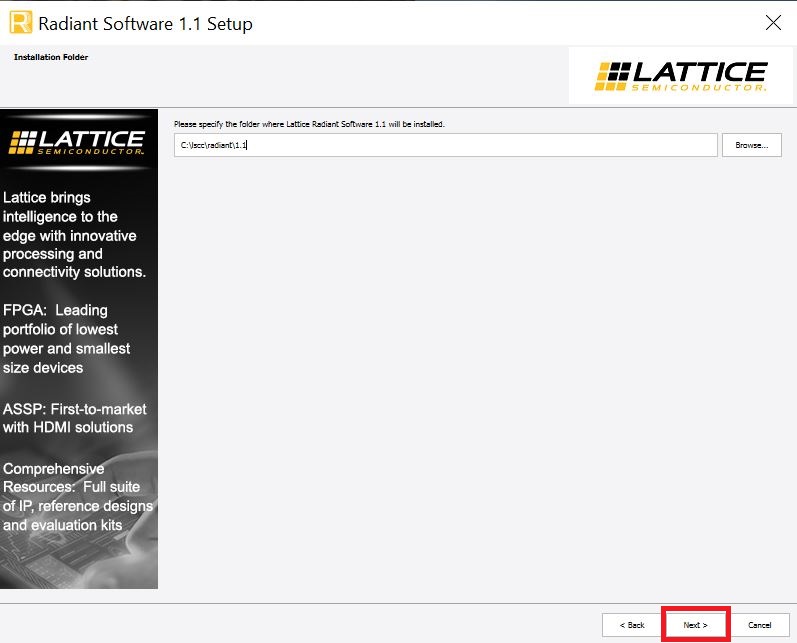 Radiant Software 1.1 Setup
Installation Folder
LATTICE
SEMICONDUCTOR.
LATTICE
SEMICONDUCTOR.
Lattice brings
intelligence to the
edge with innovative
processing and
connectivity solutions.
FPGA: Leading
portfolio of lowest
power and smallest
size devices
ASSP: First-to-market
with HDMI solutions
Comprehensive
Resources: Full suite
of IP, reference designs
and evaluation kits
Please specify the folder where Lattice Radiant Software 1.1 will be installed.
C:\lscc\radiant\1.1
Browse...
< Back
Next >
Cancel